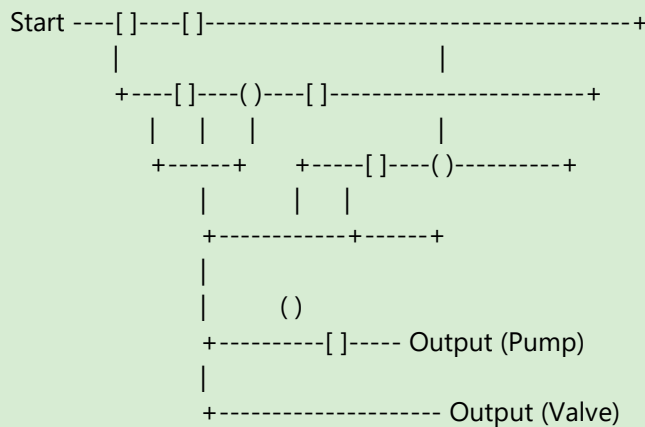 Start ----[ ]----[ ]------------------------------------------+
| |
+----[ ]----( )----[ ]-------------------------+
| | | |
+------+ +-----[ ]----( )----------+
| | |
+------------+------+
|
| ( )
+----------[ ]----- Output (Pump)
|
+--------------------- Output (Valve)